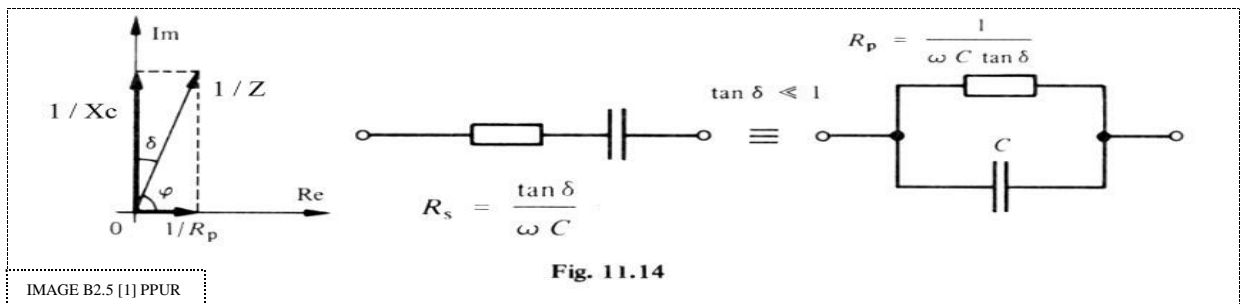 Im
1 / Z
1 / Xc
δ
φ
Re
0
1/Rp
Rs = tan δ / ω C
tan δ ≪ 1
≡
Rp = 1 / ω C tan δ
C
Fig. 11.14
IMAGE B2.5 [1] PPUR